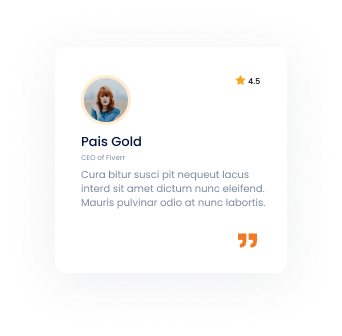 4.5
Pais Gold
CEO of Fiverr
Cura bitur susci pit nequeut lacus
interd sit amet dictum nunc eleifend.
Mauris pulvinar odio at nunc labortis.